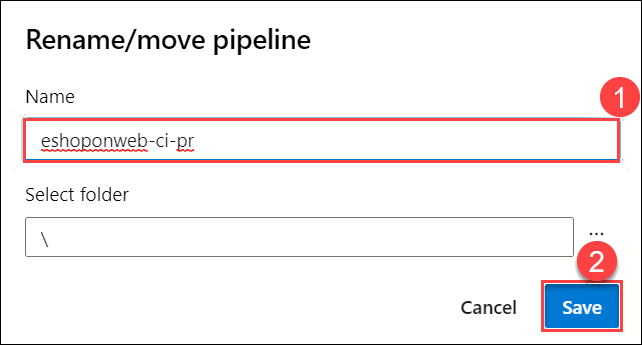 Rename/move pipeline
Name
1
eshoponweb-ci-pr
Select folder
\
...
2
Cancel
Save